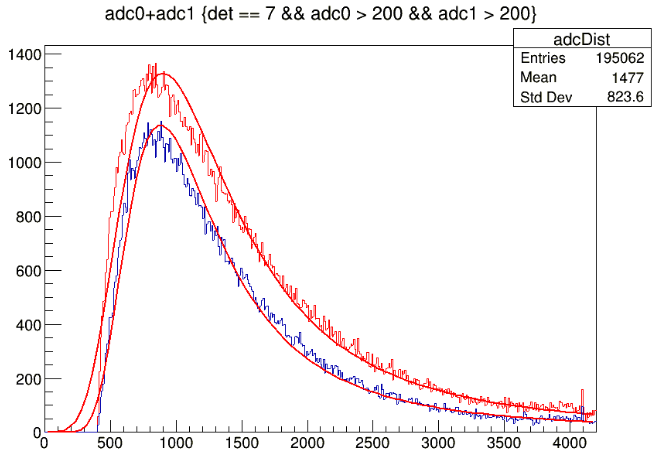 adc0+adc1 {det == 7 && adc0 > 200 && adc1 > 200}
adcDist
Entries 195062
Mean 1477
Std Dev 823.6
1400
1200
1000
800
600
400
200
0
0 500 1000 1500 2000 2500 3000 3500 4000